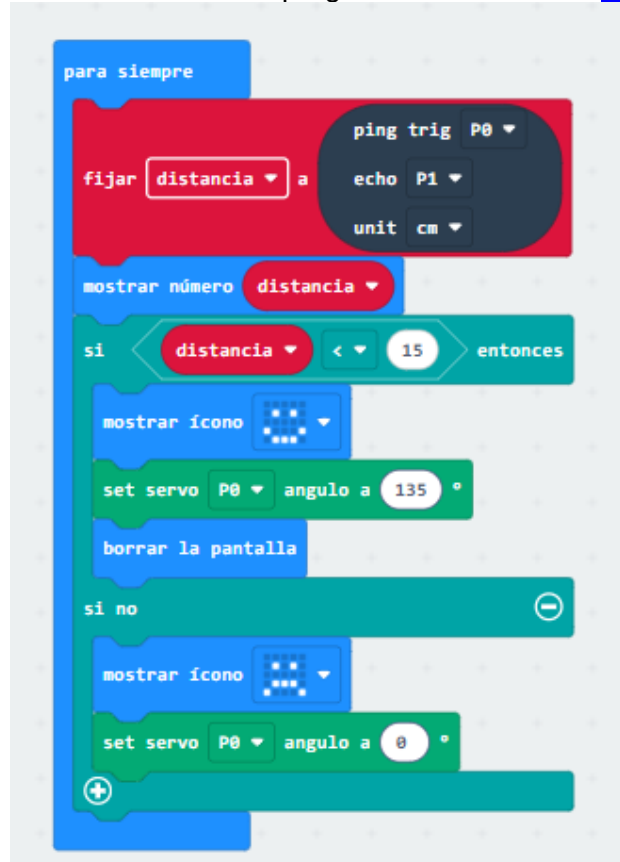 para siempre
ping trig P0
fijar distancia a echo P1
unit cm
mostrar número distancia
si distancia < 15 entonces
mostrar ícono
set servo P0 angulo a 135 °
borrar la pantalla
si no
mostrar ícono
set servo P0 angulo a 0 °